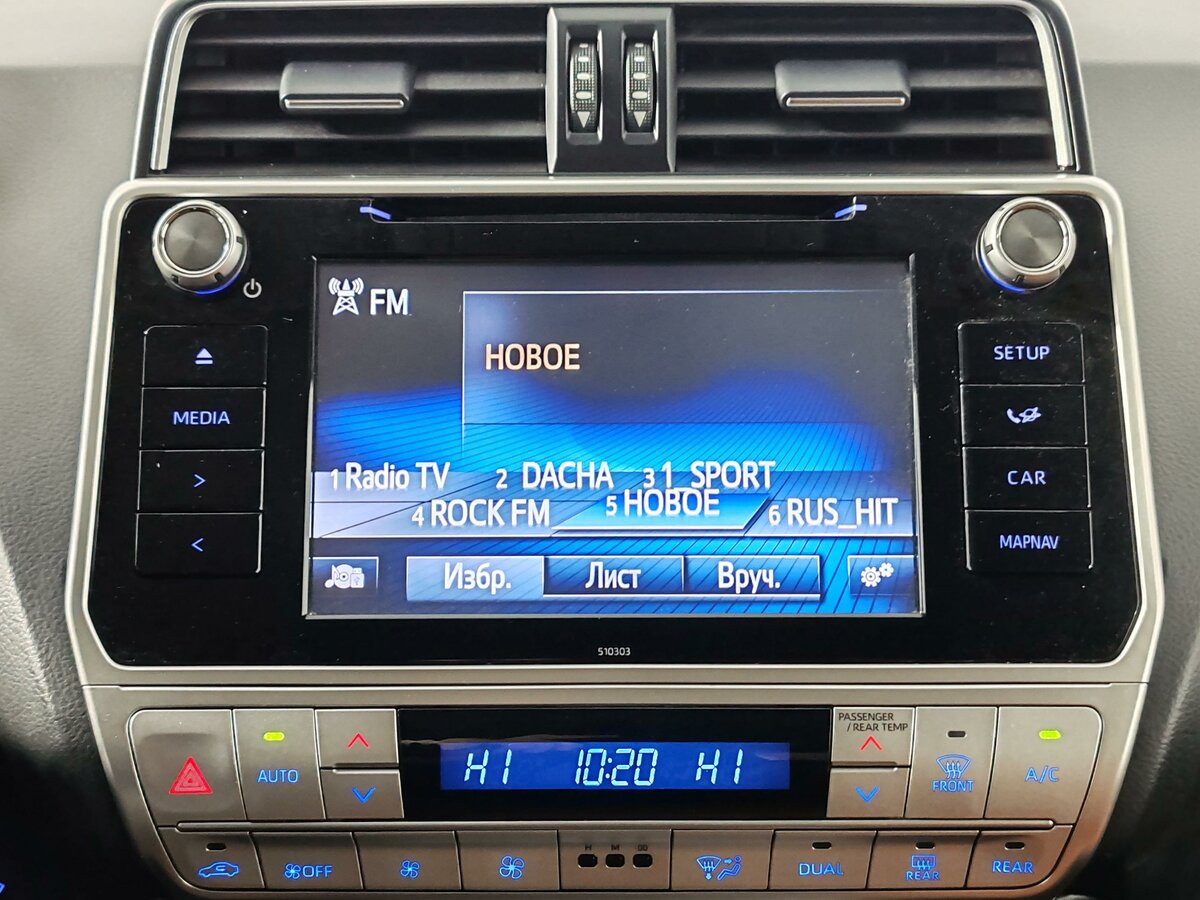 FM
НОВОЕ
MEDIA
>
<
SETUP
CAR
MAPNAV
1 Radio TV 2 DACHA 3 1_SPORT
4 ROCK FM 5 НОВОЕ 6 RUS_HIT
Избр. Лист Вруч.
510303
PASSENGER
/ REAR TEMP
AUTO
HI 10:20 HI
FRONT
A/C
OFF
DUAL
REAR
REAR